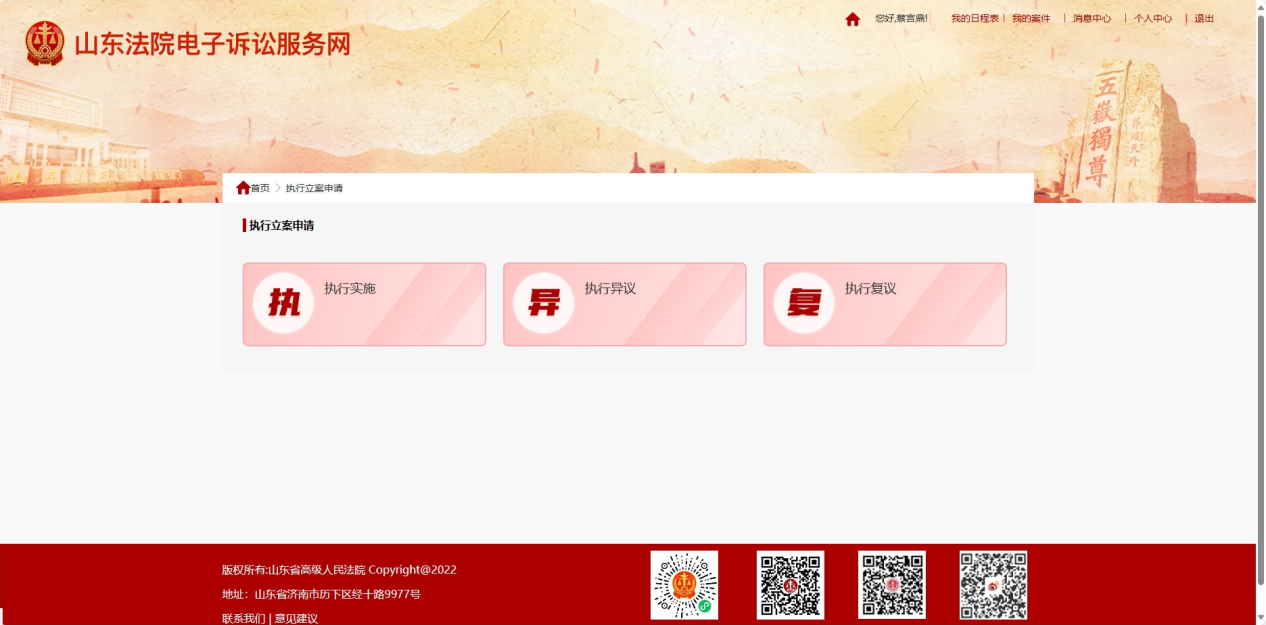 山东法院电子诉讼服务网
您好,蔡言鼎! 我的日程表 | 我的案件 | 消息中心 | 个人中心 | 退出
五嶽獨尊
首页 > 执行立案申请
执行立案申请
执 执行实施
异 执行异议
复 执行复议
版权所有:山东省高级人民法院 Copyright@2022
地址：山东省济南市历下区经十路9977号
联系我们 | 意见建议